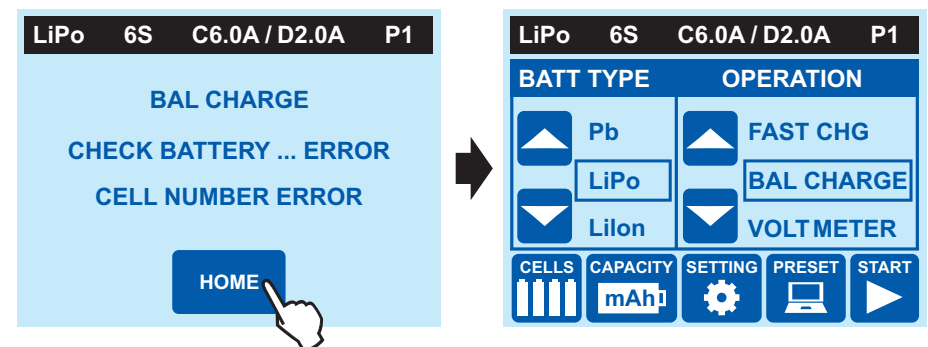 LiPo 6S C6.0A / D2.0A P1
BAL CHARGE
CHECK BATTERY ... ERROR
CELL NUMBER ERROR
HOME
LiPo 6S C6.0A / D2.0A P1
BATT TYPE OPERATION
Pb FAST CHG
LiPo BAL CHARGE
LiIon VOLT METER
CELLS CAPACITY SETTING PRESET START
mAh